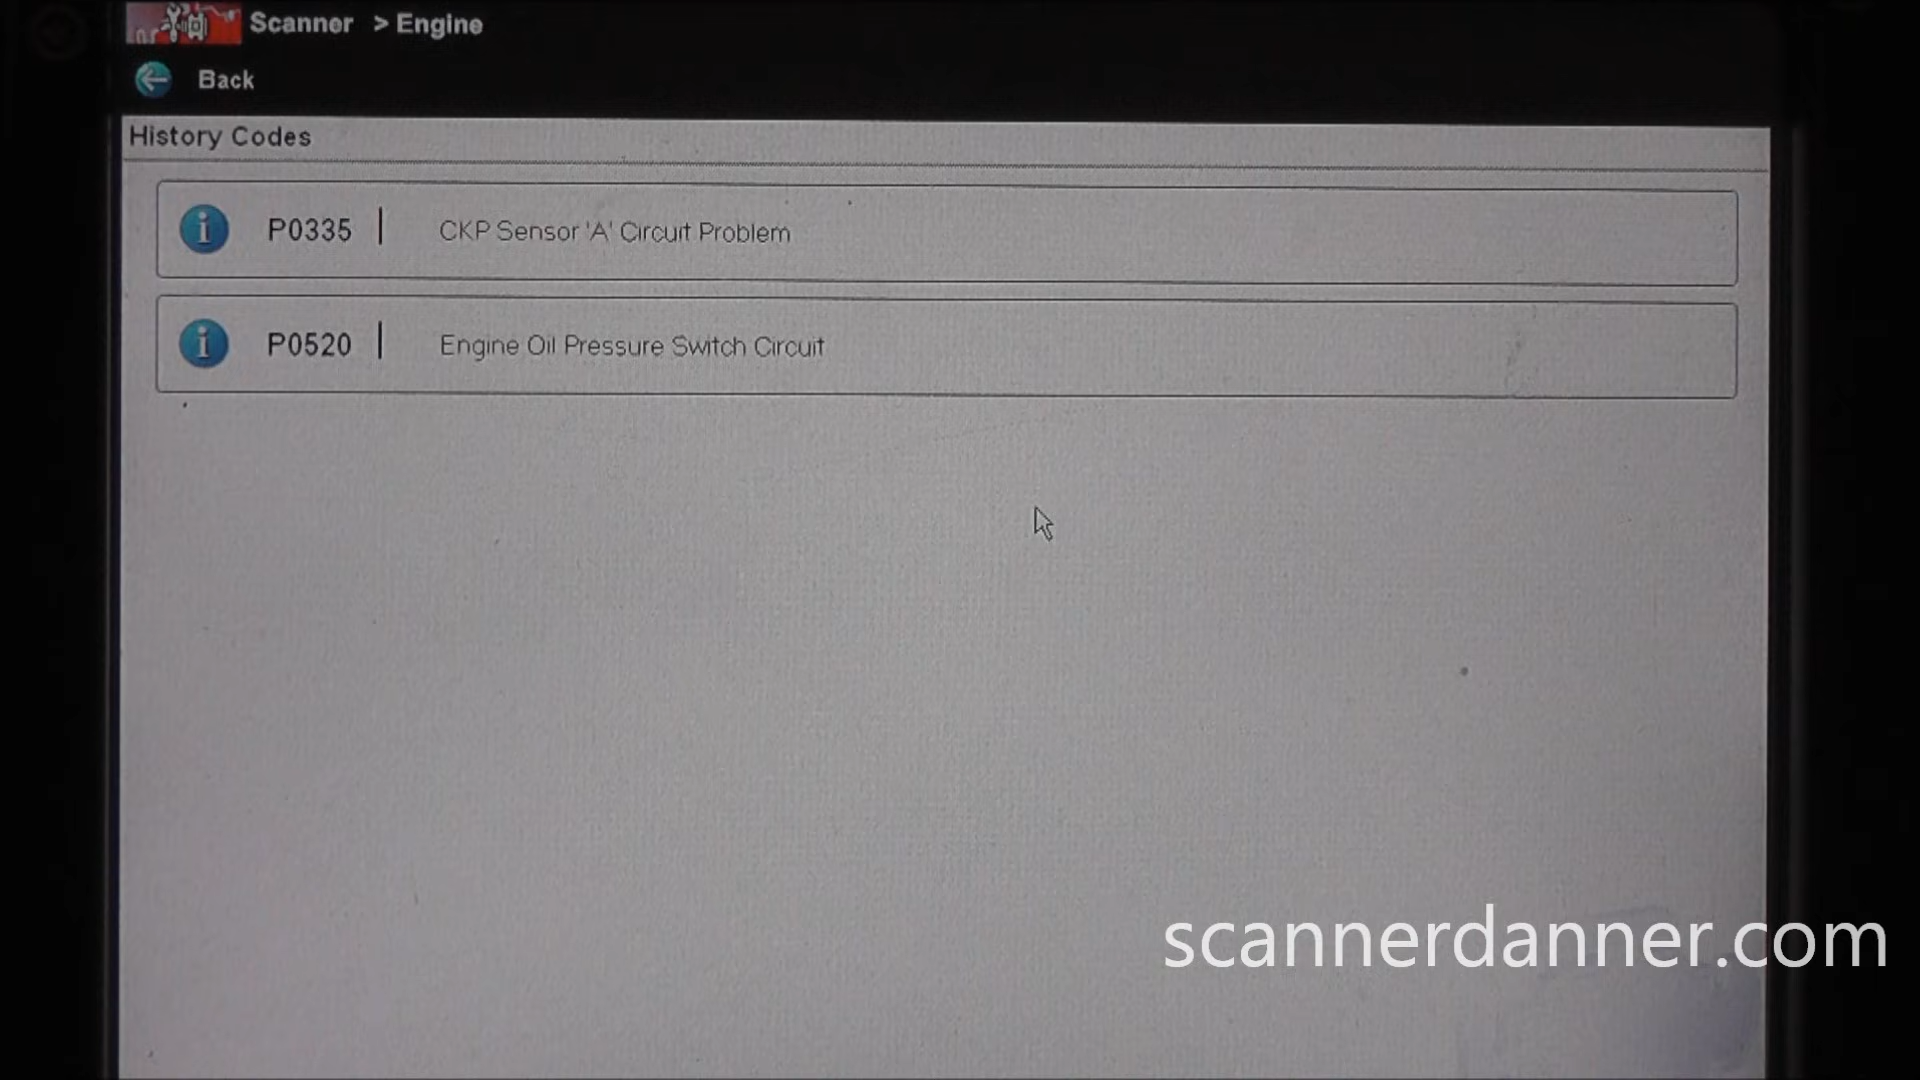 Scanner > Engine
Back
History Codes
P0335 | CKP Sensor 'A' Circuit Problem
P0520 | Engine Oil Pressure Switch Circuit
scannerdanner.com